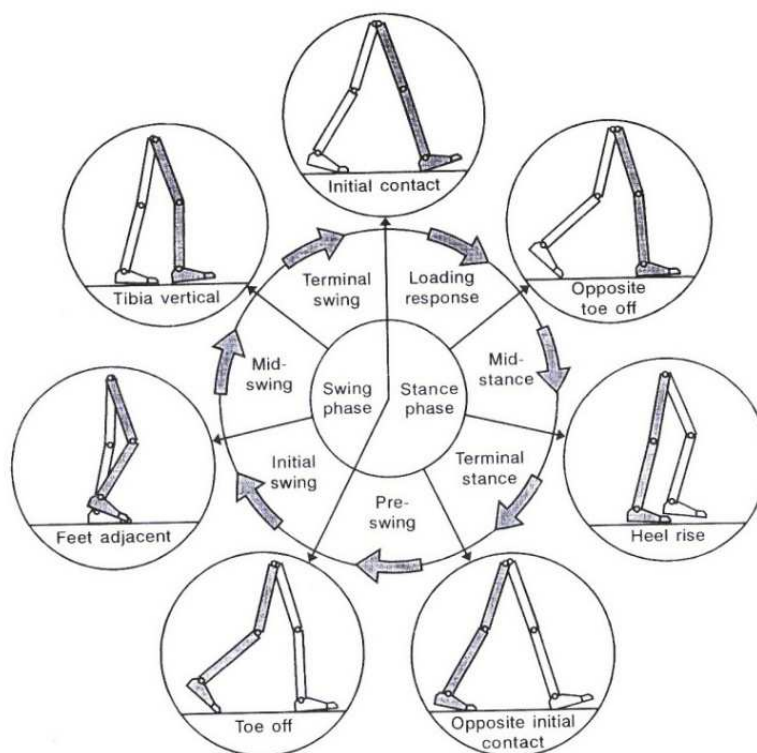 Initial contact
Tibia vertical
Opposite
toe off
Terminal
swing
Loading
response
Mid-
swing
Swing
phase
Stance
phase
Mid-
stance
Initial
swing
Pre-
swing
Terminal
stance
Feet adjacent
Heel rise
Toe off
Opposite initial
contact